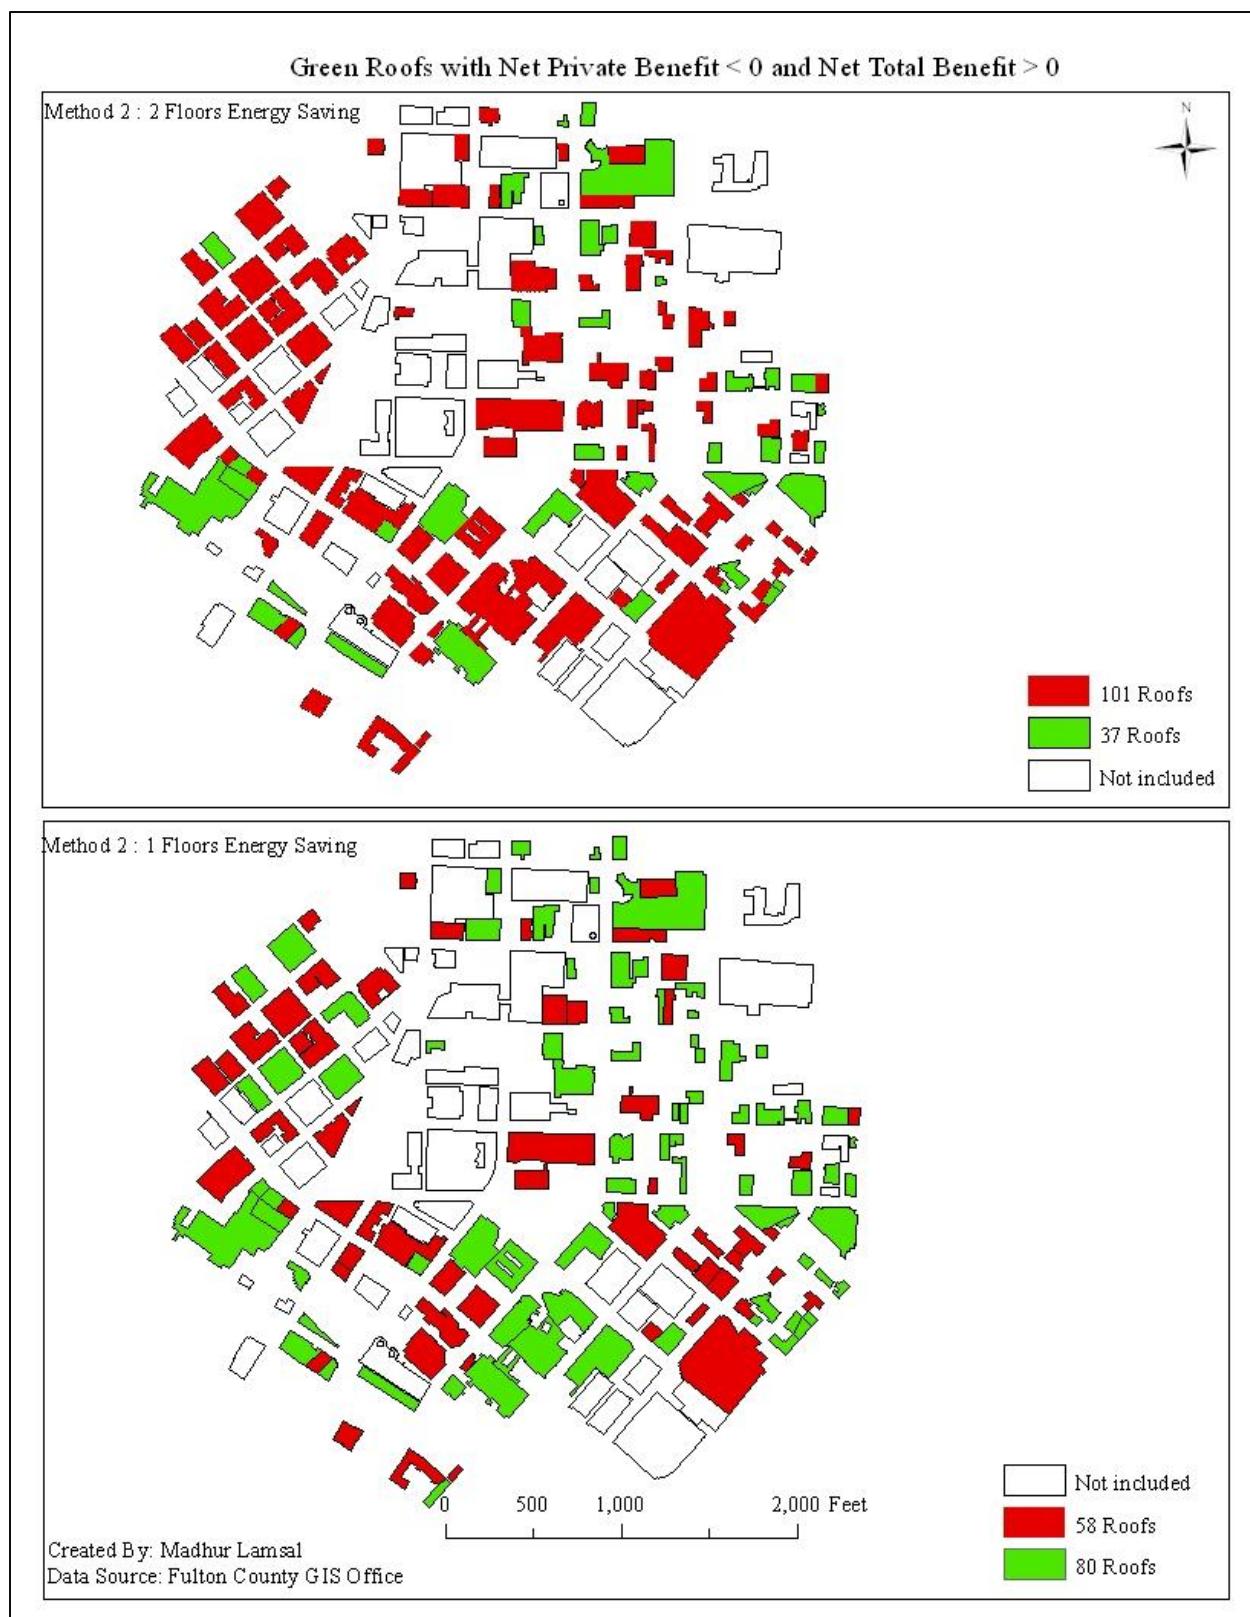 Green Roofs with Net Private Benefit < 0 and Net Total Benefit > 0
Method 2 : 2 Floors Energy Saving
N
101 Roofs
37 Roofs
Not included
Method 2 : 1 Floors Energy Saving
Not included
58 Roofs
80 Roofs
0 500 1,000 2,000 Feet
Created By: Madhur Lamsal
Data Source: Fulton County GIS Office